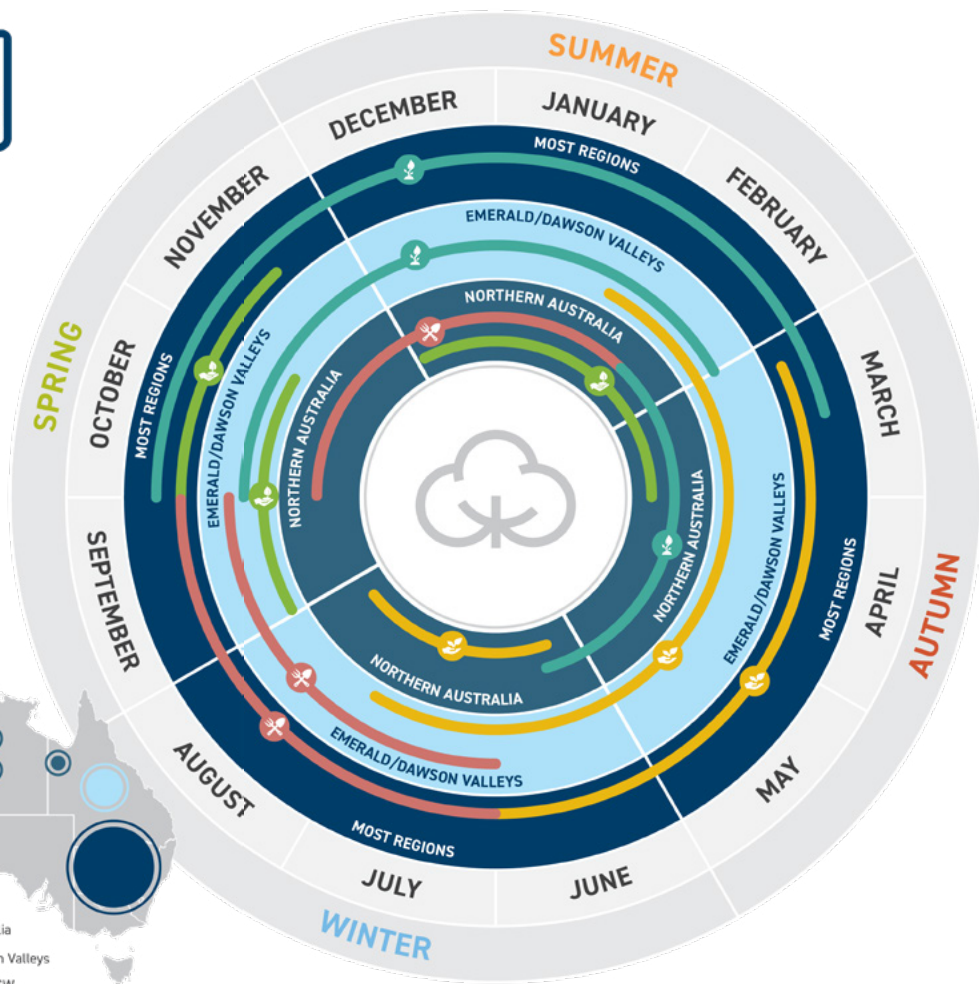 SUMMER
DECEMBER
JANUARY
FEBRUARY
MARCH
APRIL
AUTUMN
MAY
JUNE
JULY
WINTER
AUGUST
SEPTEMBER
OCTOBER
SPRING
NOVEMBER
MOST REGIONS
MOST REGIONS
MOST REGIONS
MOST REGIONS
EMERALD/DAWSON VALLEYS
EMERALD/DAWSON VALLEYS
EMERALD/DAWSON VALLEYS
EMERALD/DAWSON VALLEYS
NORTHERN AUSTRALIA
NORTHERN AUSTRALIA
NORTHERN AUSTRALIA
NORTHERN AUSTRALIA
Valleys